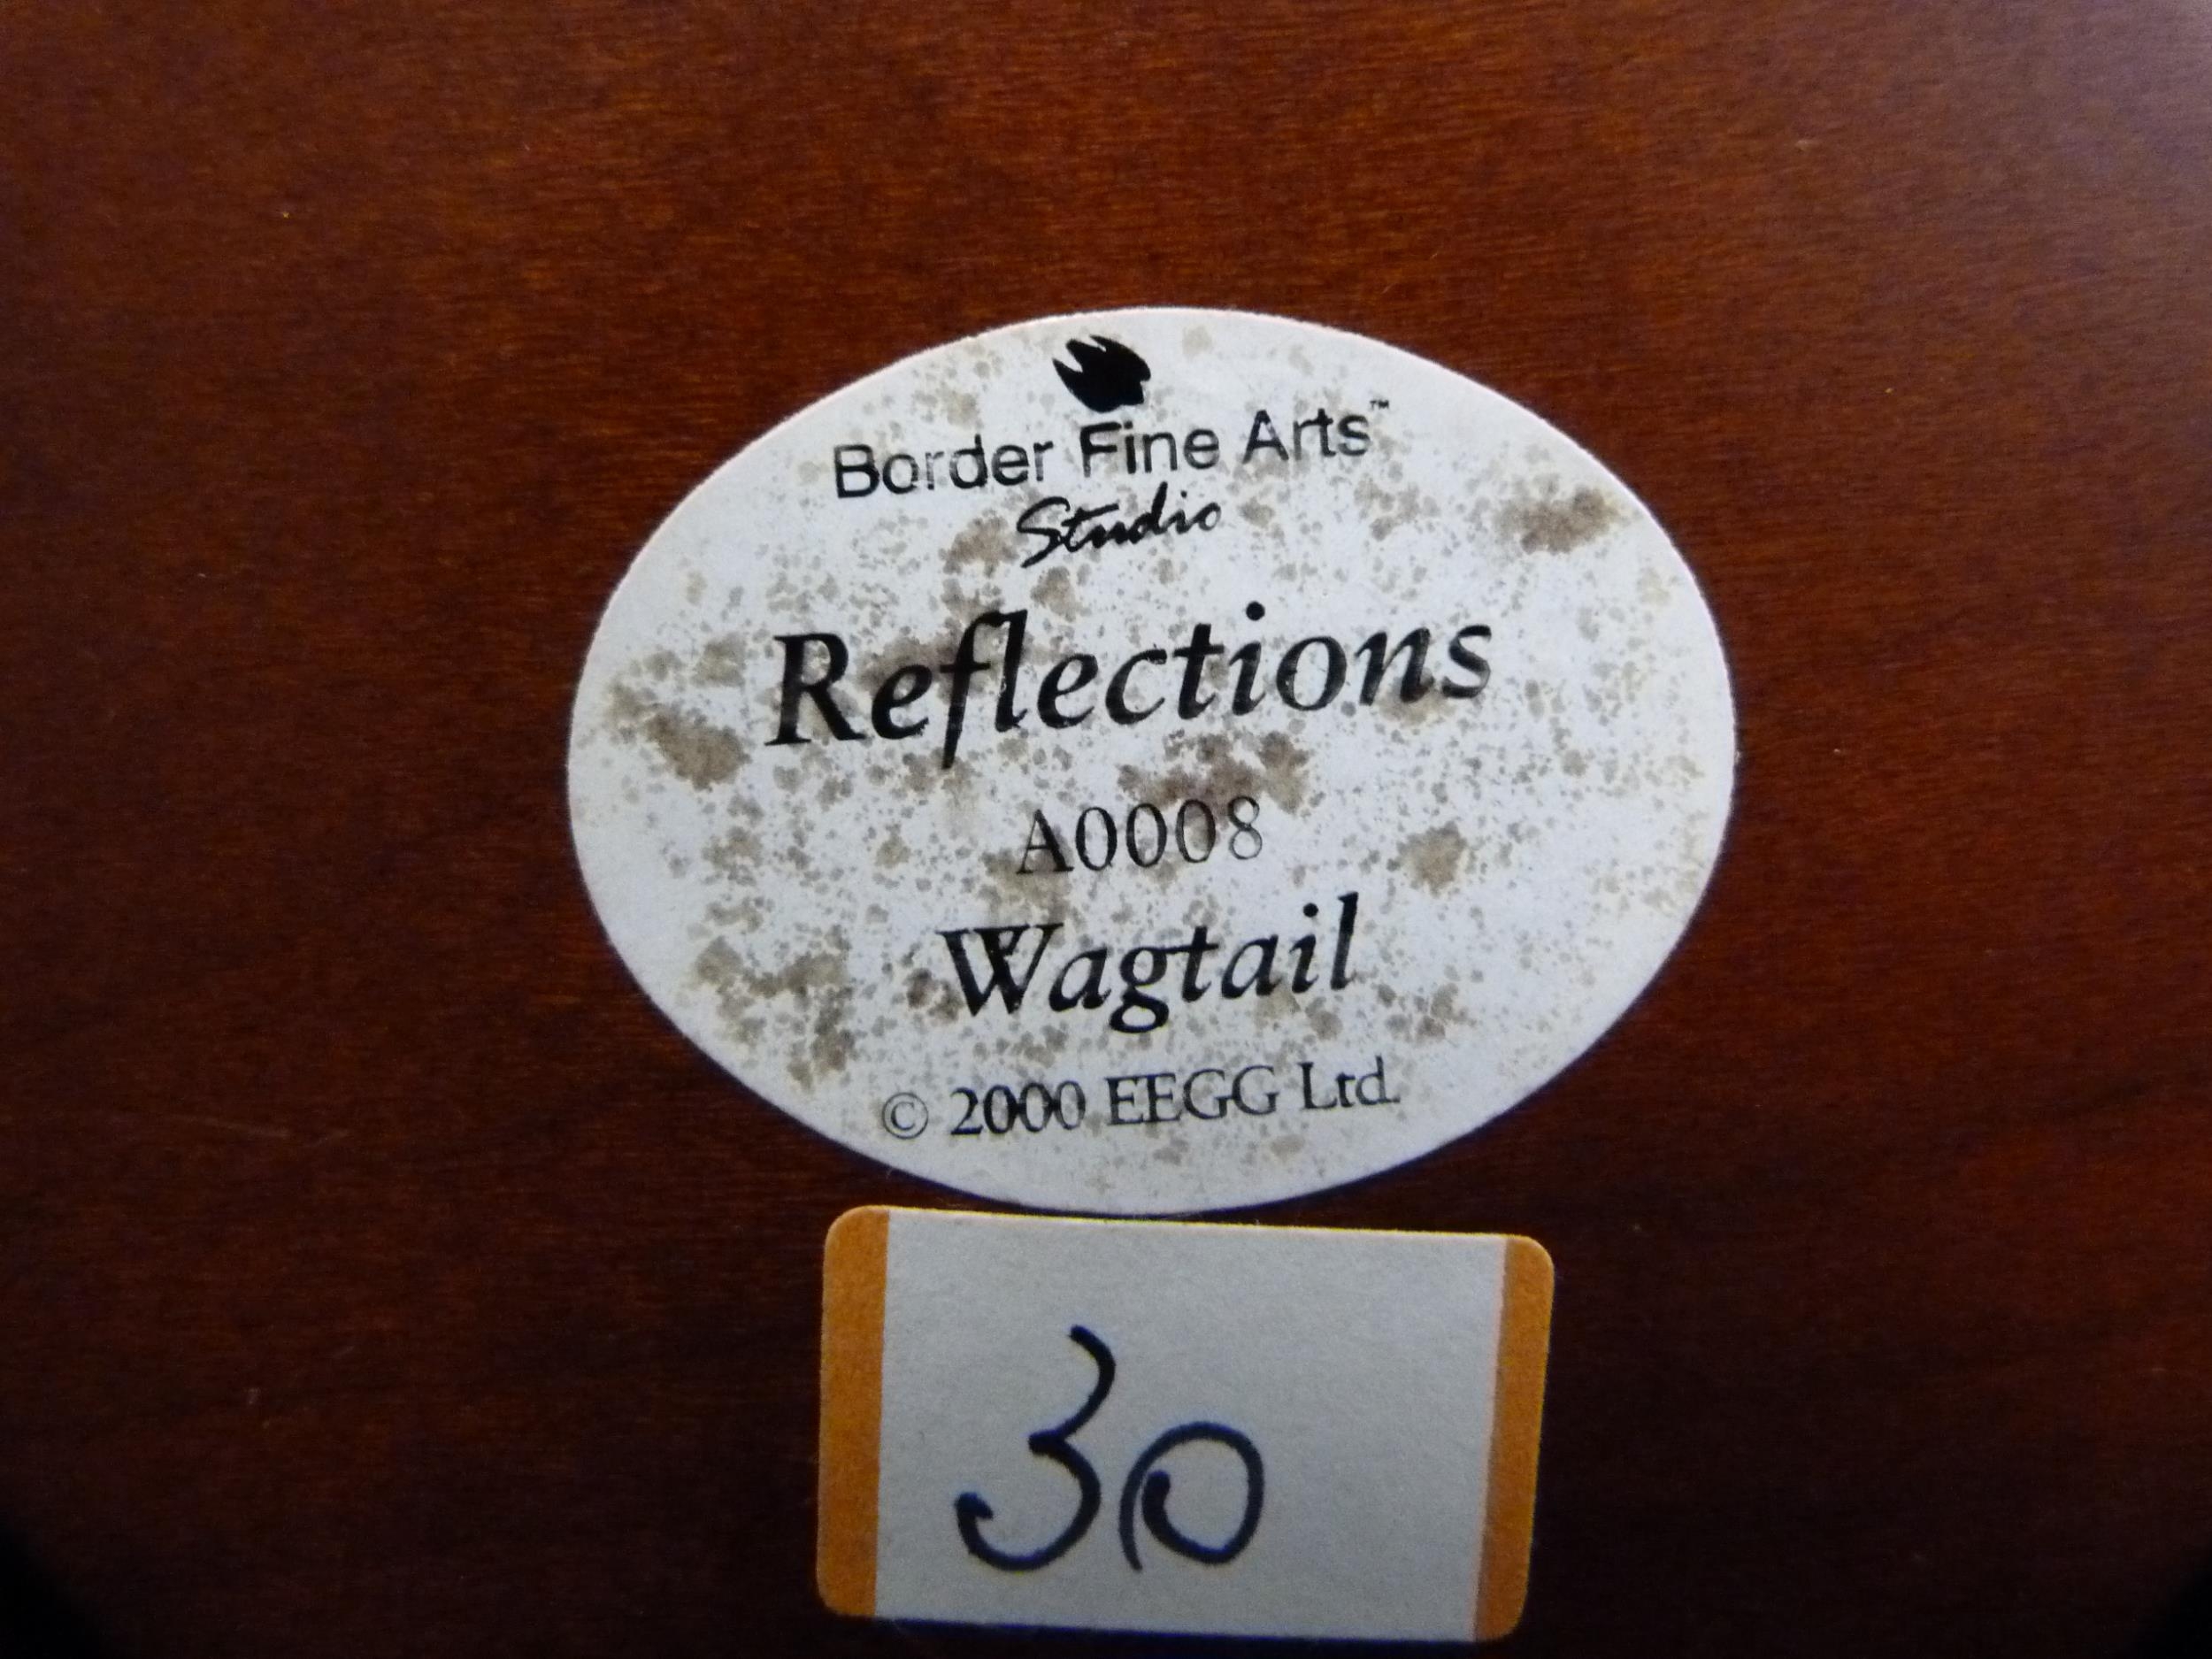 Border Fine Arts™
Studio
Reflections
A0008
Wagtail
© 2000 EEGG Ltd.
30